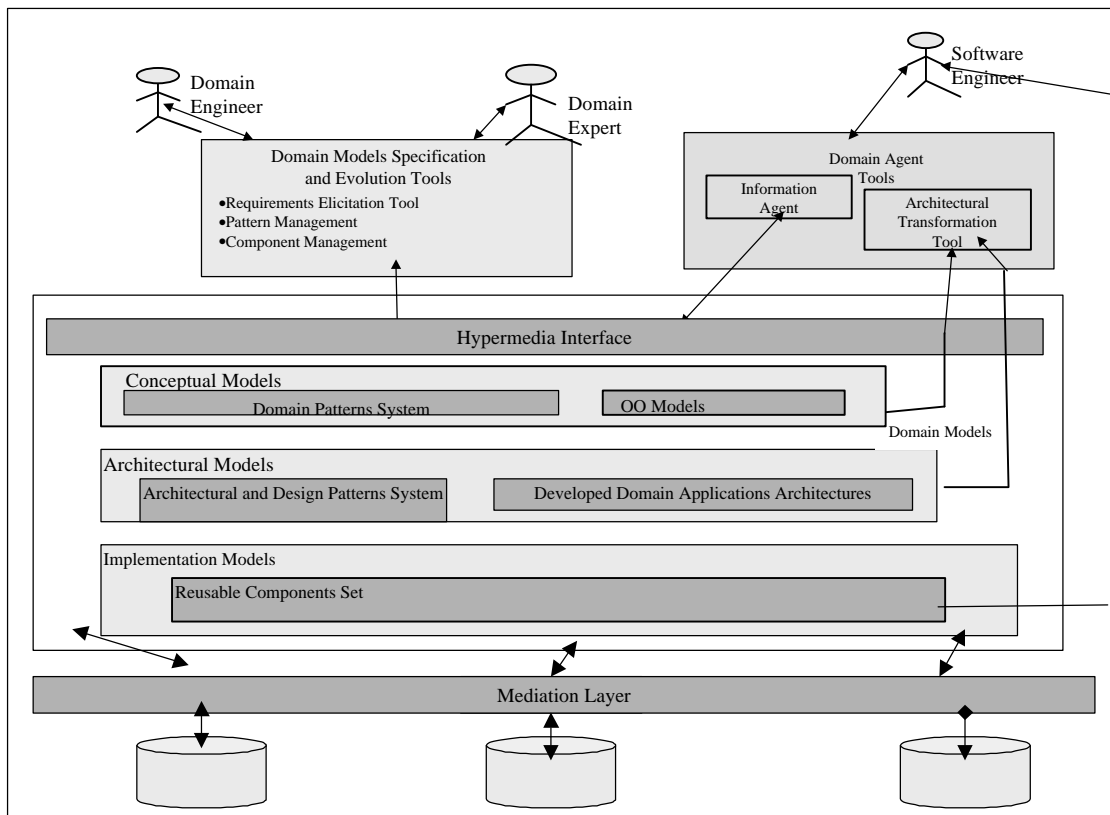 Domain
Engineer
Domain
Expert
Software
Engineer
Domain Models Specification
and Evolution Tools
•Requirements Elicitation Tool
•Pattern Management
•Component Management
Domain Agent
Tools
Information
Agent
Architectural
Transformation
Tool
Hypermedia Interface
Conceptual Models
Domain Patterns System
OO Models
Domain Models
Architectural Models
Architectural and Design Patterns System
Developed Domain Applications Architectures
Implementation Models
Reusable Components Set
Mediation Layer